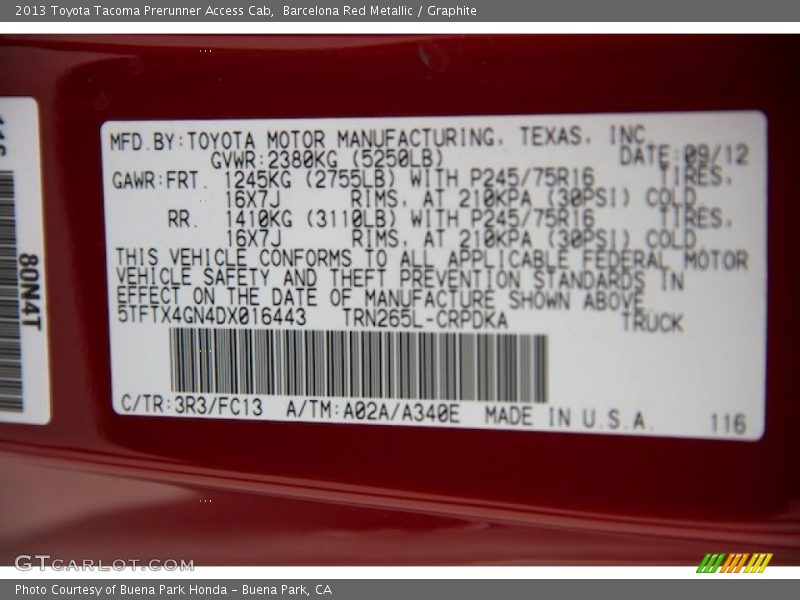 2013 Toyota Tacoma Prerunner Access Cab, Barcelona Red Metallic / Graphite
MFD.BY:TOYOTA MOTOR MANUFACTURING, TEXAS, INC.
GVWR:2380KG (5250LB) DATE:09/12
GAWR:FRT. 1245KG (2755LB) WITH P245/75R16 TIRES,
16X7J RIMS, AT 210KPA (30PSI) COLD
RR. 1410KG (3110LB) WITH P245/75R16 TIRES,
16X7J RIMS, AT 210KPA (30PSI) COLD
THIS VEHICLE CONFORMS TO ALL APPLICABLE FEDERAL MOTOR
VEHICLE SAFETY AND THEFT PREVENTION STANDARDS IN
EFFECT ON THE DATE OF MANUFACTURE SHOWN ABOVE.
5TFTX4GN4DX016443 TRN265L-CRPDKA TRUCK
C/TR:3R3/FC13 A/TM:A02A/A340E MADE IN U.S.A. 116
80N4T
GTCARLOT.COM
Photo Courtesy of Buena Park Honda - Buena Park, CA